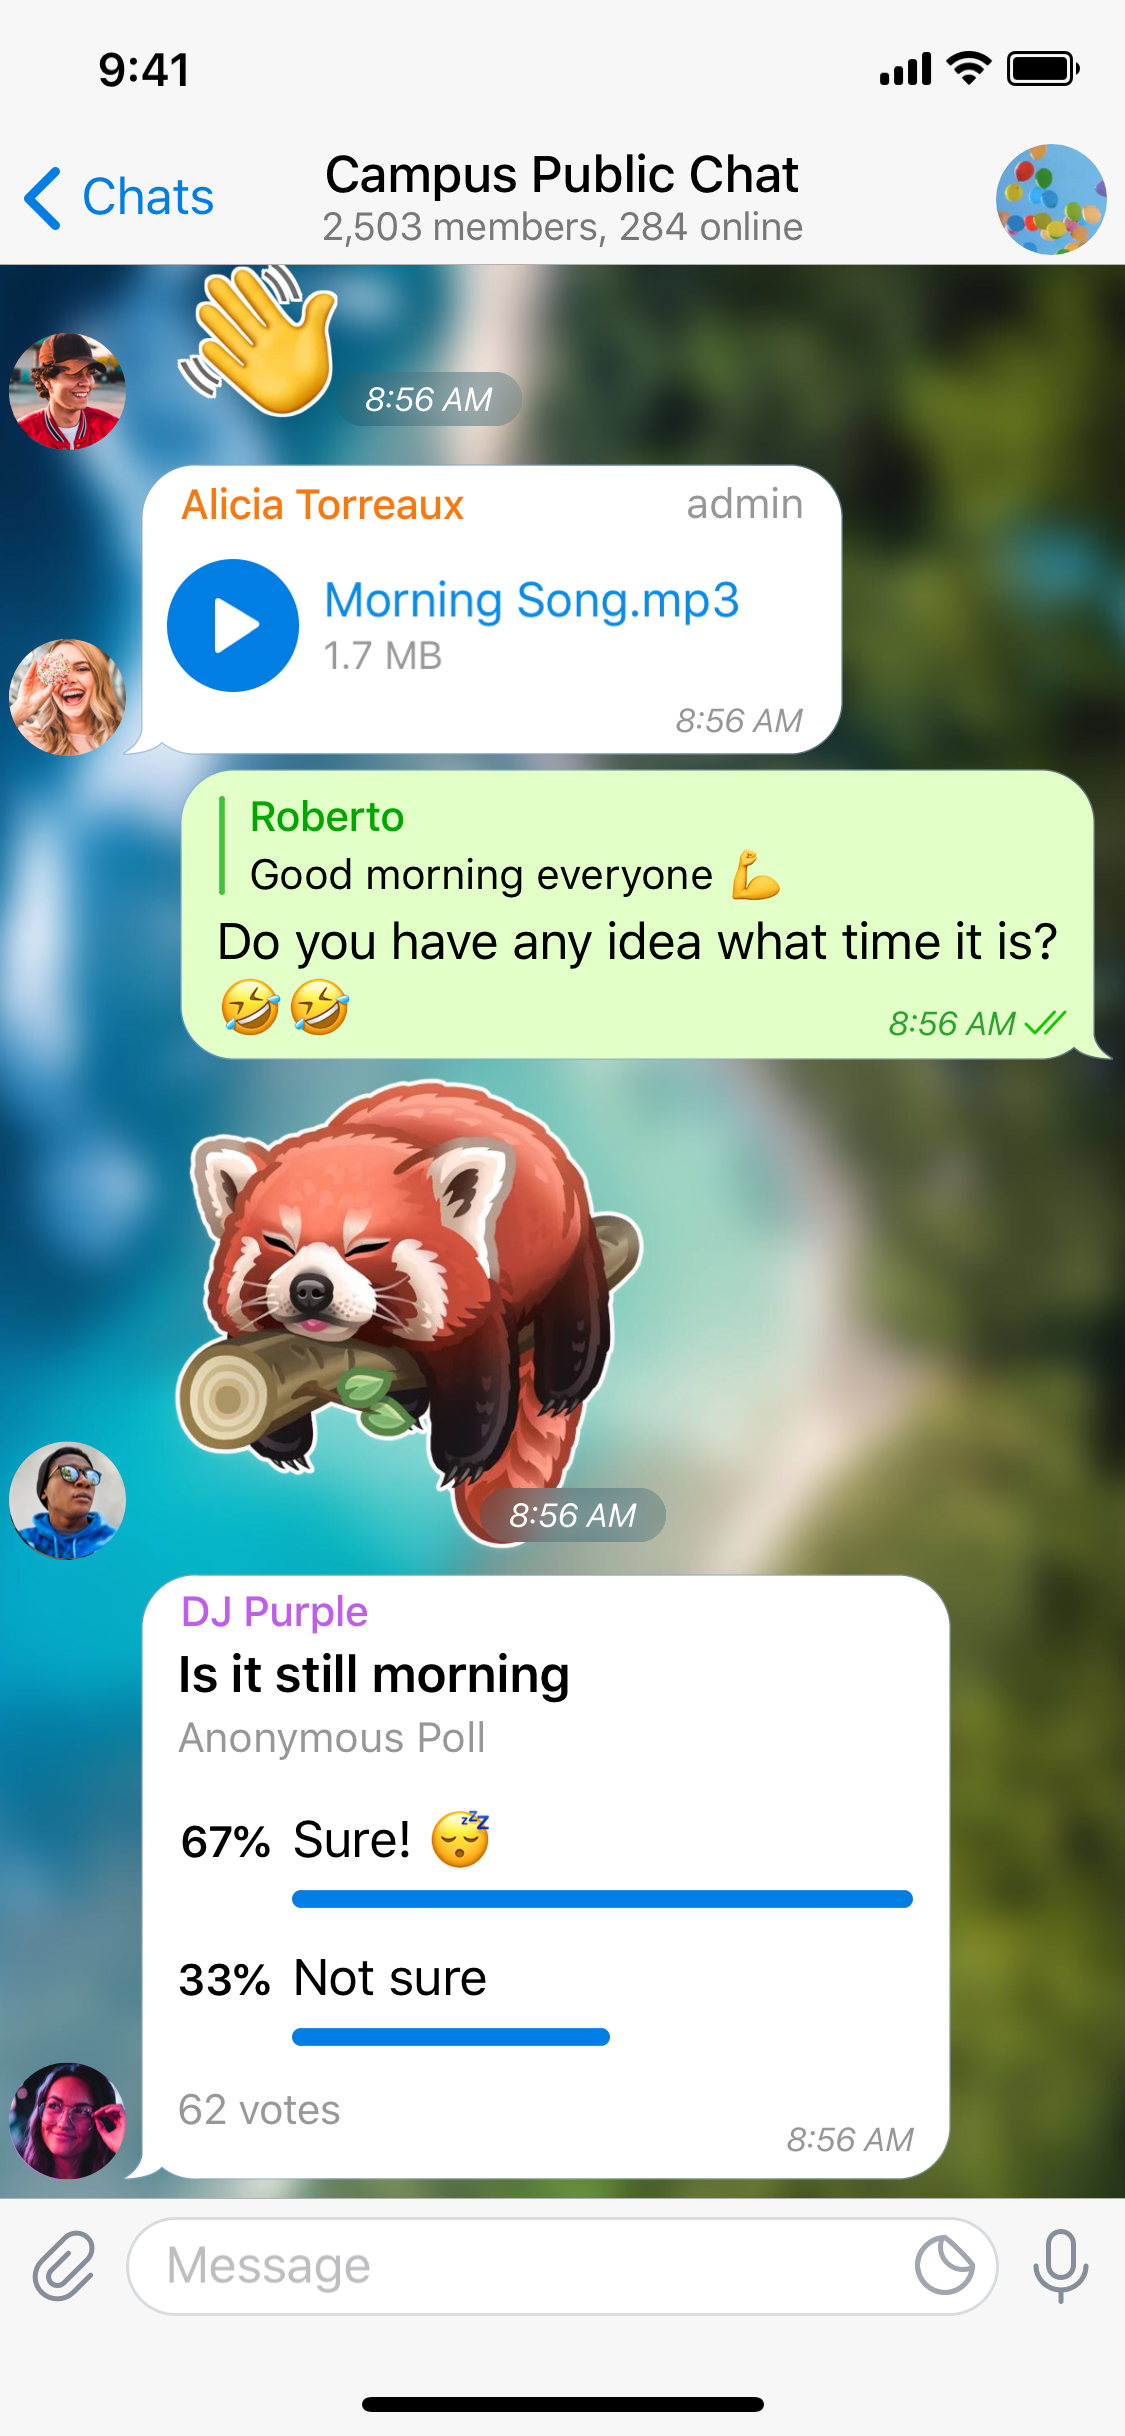 9:41
Chats
Campus Public Chat
2,503 members, 284 online
8:56 AM
Alicia Torreaux admin
Morning Song.mp3
1.7 MB
8:56 AM
Roberto
Good morning everyone 💪
Do you have any idea what time it is?
🤣🤣
8:56 AM
8:56 AM
DJ Purple
Is it still morning
Anonymous Poll
67% Sure! 😴
33% Not sure
62 votes
8:56 AM
Message